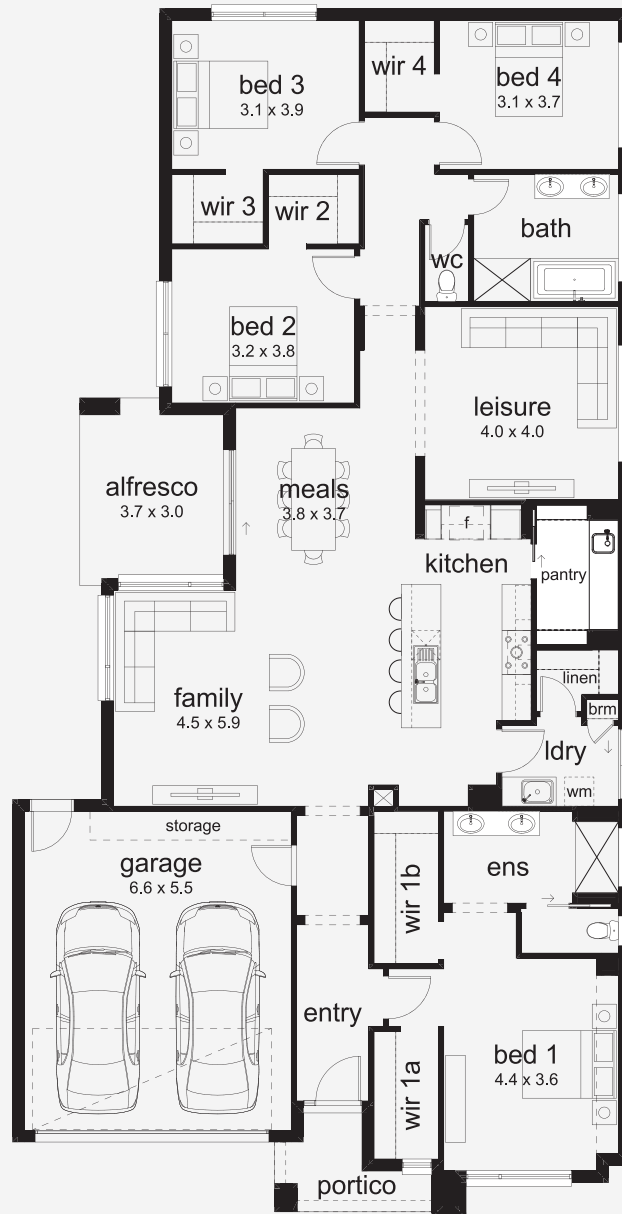 bed 3
3.1 x 3.9
wir 4
bed 4
3.1 x 3.7
wir 3
wir 2
bath
wc
bed 2
3.2 x 3.8
leisure
4.0 x 4.0
alfresco
3.7 x 3.0
meals
3.8 x 3.7
f
kitchen
pantry
family
4.5 x 5.9
linen
brm
ldry
wm
storage
garage
6.6 x 5.5
wir 1b
ens
entry
wir 1a
bed 1
4.4 x 3.6
portico